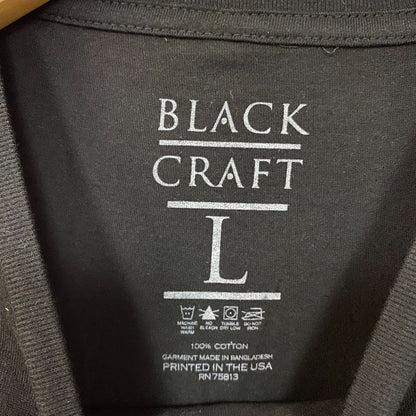 BLACK
CRAFT
L
MACHINE WASH WARM
NO BLEACH
TUMBLE DRY LOW
DO NOT IRON
100% COTTON
GARMENT MADE IN BANGLADESH
PRINTED IN THE USA
RN 75813